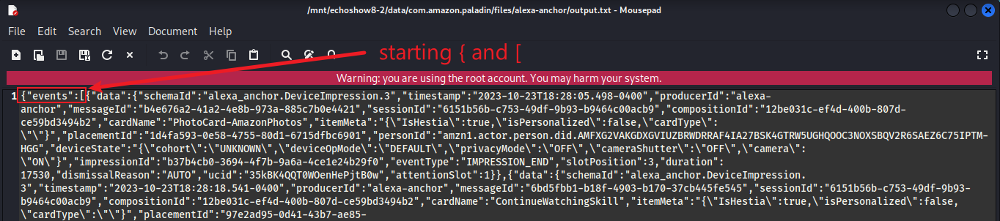 /mnt/echoshow8-2/data/com.amazon.paladin/files/alexa-anchor/output.txt - Mousepad
File Edit Search View Document Help
starting { and [
Warning: you are using the root account. You may harm your system.
1 {"events":[{"data":{"schemaId":"alexa_anchor.DeviceImpression.3","timestamp":"2023-10-23T18:28:05.498-0400","producerId":"alexa-
anchor","messageId":"b4e676a2-41a2-4e8b-973a-885c7b0e4421","sessionId":"6151b56b-c753-49df-9b93-b9464c00acb9","compositionId":"12be031c-ef4d-400b-807d-
ce59bd3494b2","cardName":"PhotoCard-AmazonPhotos","itemMeta":"{\"IsHestia\":true,\"isPersonalized\":false,\"cardType\":
\"\"}","placementId":"1d4fa593-0e58-4755-80d1-6715dfbc6901","personId":"amzn1.actor.person.did.AMFXG2VAKGDXGVIUZBRWDRRAF4IA27BSK4GTRW5UGHQOOC3NOXSBQV2R6SAEZ6C75IPTM-
HGG","deviceState":"{\"cohort\":\"UNKNOWN\",\"deviceOpMode\":\"DEFAULT\",\"privacyMode\":\"OFF\",\"cameraShutter\":\"OFF\",\"camera\":
\"ON\"}","impressionId":"b37b4cb0-3694-4f7b-9a6a-4ce1e24b29f0","eventType":"IMPRESSION_END","slotPosition":3,"duration":
17530,"dismissalReason":"AUTO","ucid":"35kBK4QQT0WOenHePjtB0w","attentionSlot":1}},{"data":{"schemaId":"alexa_anchor.DeviceImpression.
3","timestamp":"2023-10-23T18:28:18.541-0400","producerId":"alexa-anchor","messageId":"6bd5fbb1-b18f-4903-b170-37cb445fe545","sessionId":"6151b56b-c753-49df-9b93-
b9464c00acb9","compositionId":"12be031c-ef4d-400b-807d-ce59bd3494b2","cardName":"ContinueWatchingSkill","itemMeta":"{\"IsHestia\":true,\"isPersonalized\":false,
\"cardType\":\"\"}","placementId":"97e2ad95-0d41-43b7-ae85-